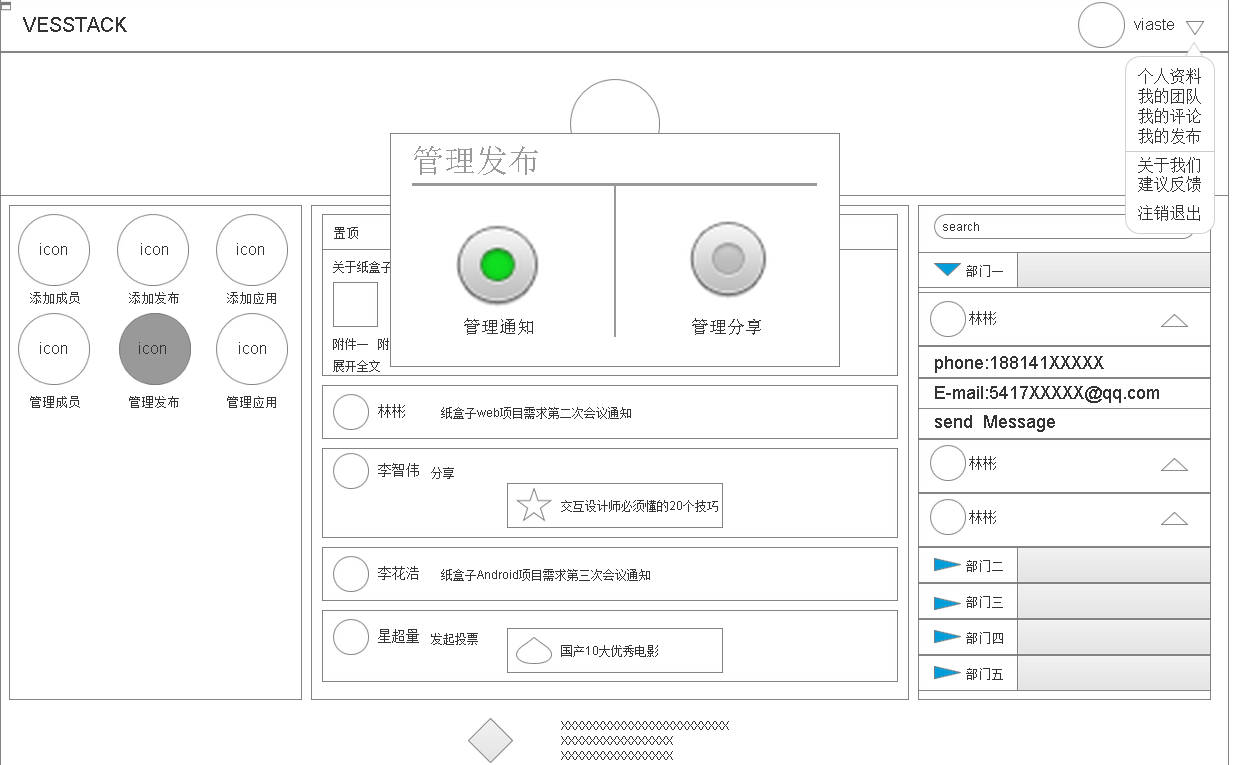 VESSTACK
viaste
个人资料
我的团队
我的评论
我的发布
关于我们
建议反馈
注销退出
管理发布
管理通知
管理分享
icon
icon
icon
添加成员
添加发布
添加应用
icon
icon
icon
管理成员
管理发布
管理应用
置顶
关于纸盒子
附件一 附
展开全文
林彬 纸盒子web项目需求第二次会议通知
李智伟 分享
交互设计师必须懂的20个技巧
李花浩 纸盒子Android项目需求第三次会议通知
星超量 发起投票
国产10大优秀电影
search
部门一
林彬
phone:188141XXXXX
E-mail:5417XXXXX@qq.com
send Message
林彬
林彬
部门二
部门三
部门四
部门五
XXXXXXXXXXXXXXXXXXXXX
XXXXXXXXXXXXXX
XXXXXXXXXXXXXX